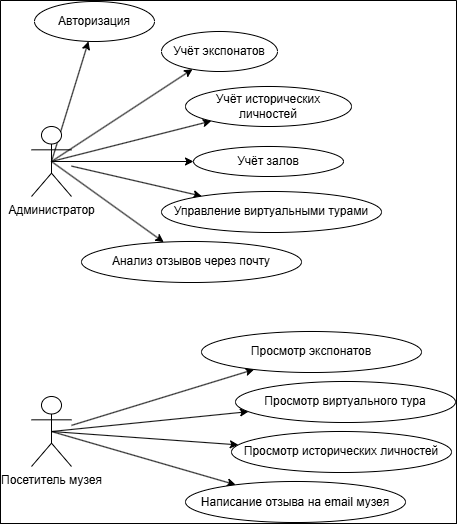 Авторизация
Учёт экспонатов
Учёт исторических
личностей
Учёт залов
Администратор
Управление виртуальными турами
Анализ отзывов через почту
Просмотр экспонатов
Просмотр виртуального тура
Просмотр исторических личностей
Посетитель музея
Написание отзыва на email музея